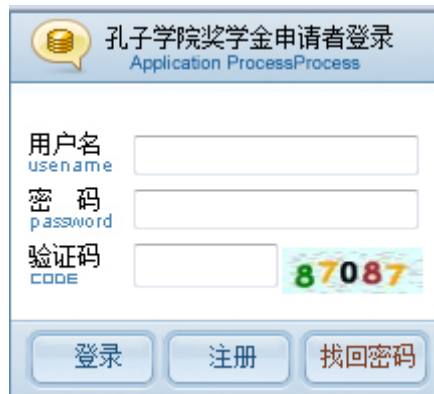 孔子学院奖学金申请者登录
Application ProcessProcess
用户名
usename
密 码
password
验证码
CODE
87087
登录 注册 找回密码